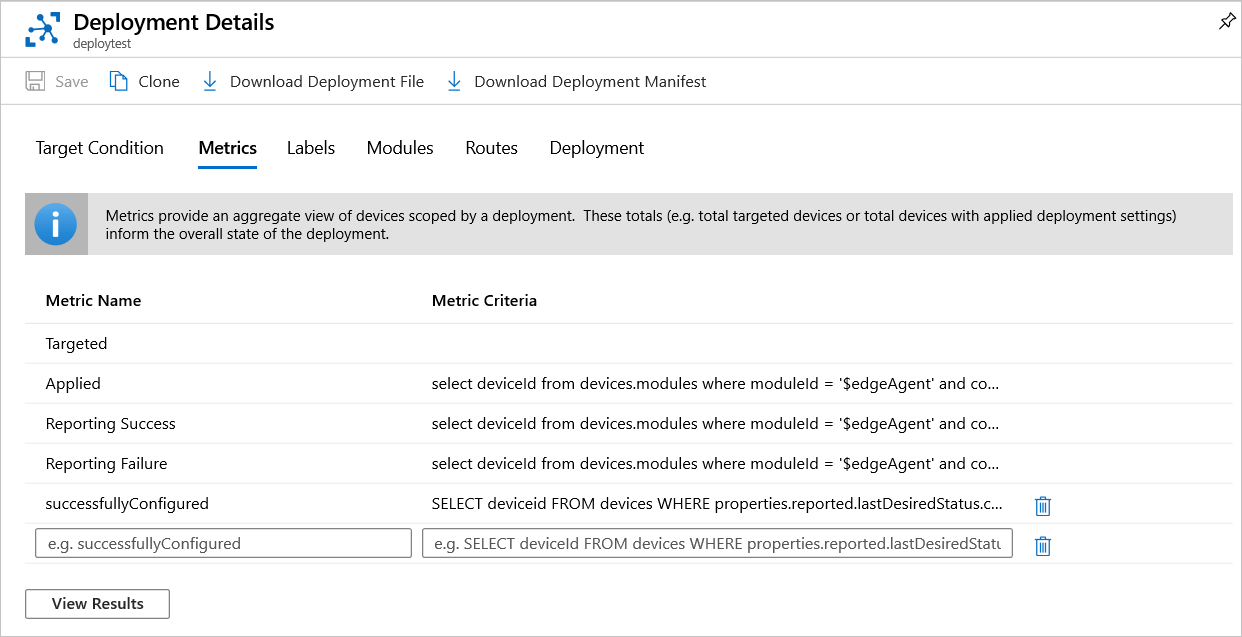 Deployment Details
deploytest
Save Clone Download Deployment File Download Deployment Manifest
Target Condition Metrics Labels Modules Routes Deployment
Metrics provide an aggregate view of devices scoped by a deployment. These totals (e.g. total targeted devices or total devices with applied deployment settings)
inform the overall state of the deployment.
Metric Name Metric Criteria
Targeted
Applied select deviceId from devices.modules where moduleId = '$edgeAgent' and co...
Reporting Success select deviceId from devices.modules where moduleId = '$edgeAgent' and co...
Reporting Failure select deviceId from devices.modules where moduleId = '$edgeAgent' and co...
successfullyConfigured SELECT deviceid FROM devices WHERE properties.reported.lastDesiredStatus.c...
e.g. successfullyConfigured e.g. SELECT deviceId FROM devices WHERE properties.reported.lastDesiredStatu
View Results